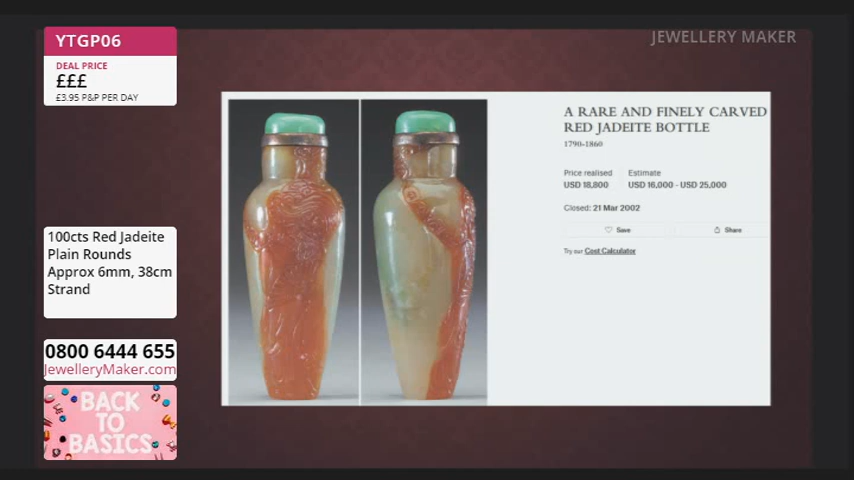 YTGP06
DEAL PRICE
£££
£3.95 P&P PER DAY
100cts Red Jadeite
Plain Rounds
Approx 6mm, 38cm
Strand
0800 6444 655
JewelleryMaker.com
BACK
TO
BASICS
JEWELLERY MAKER
A RARE AND FINELY CARVED
RED JADEITE BOTTLE
1790-1860
Price realised Estimate
USD 18,800 USD 16,000 - USD 25,000
Closed: 21 Mar 2002
Save Share
Try our Cost Calculator